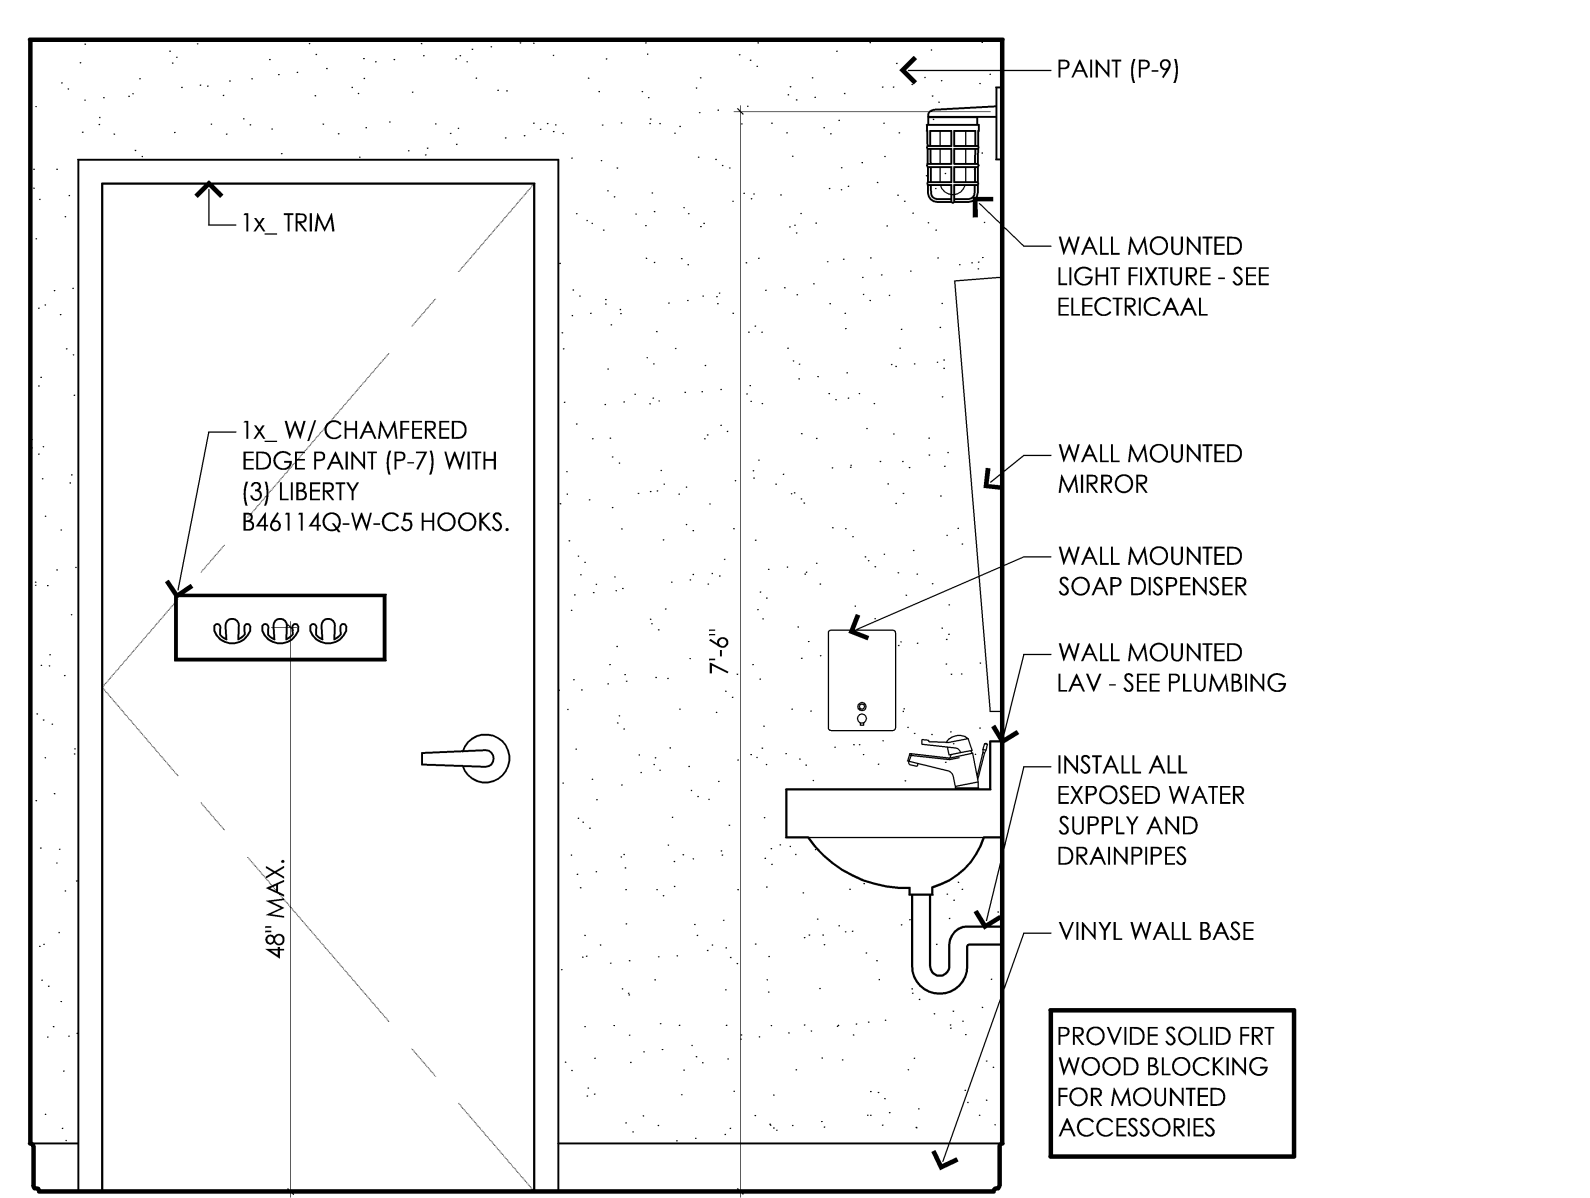 PAINT (P-9)
1x_ TRIM
WALL MOUNTED
LIGHT FIXTURE - SEE
ELECTRICAAL
1x_ W/ CHAMFERED
EDGE PAINT (P-7) WITH
(3) LIBERTY
B46114Q-W-C5 HOOKS.
WALL MOUNTED
MIRROR
WALL MOUNTED
SOAP DISPENSER
7'-6"
WALL MOUNTED
LAV - SEE PLUMBING
INSTALL ALL
EXPOSED WATER
SUPPLY AND
DRAINPIPES
48" MAX.
VINYL WALL BASE
PROVIDE SOLID FRT
WOOD BLOCKING
FOR MOUNTED
ACCESSORIES